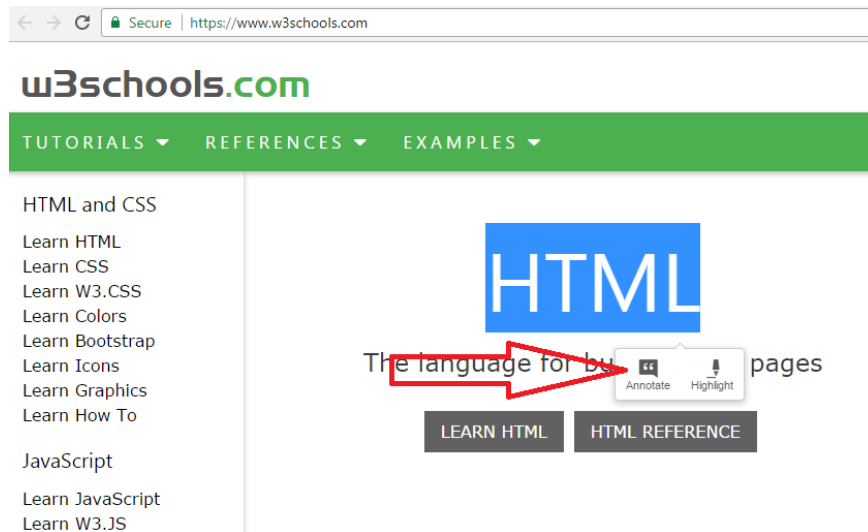 Secure | https://www.w3schools.com
w3schools.com
TUTORIALS REFERENCES EXAMPLES
HTML and CSS
Learn HTML
Learn CSS
Learn W3.CSS
Learn Colors
Learn Bootstrap
Learn Icons
Learn Graphics
Learn How To
JavaScript
Learn JavaScript
Learn W3.JS
HTML
The language for pages
Annotate Highlight
LEARN HTML HTML REFERENCE